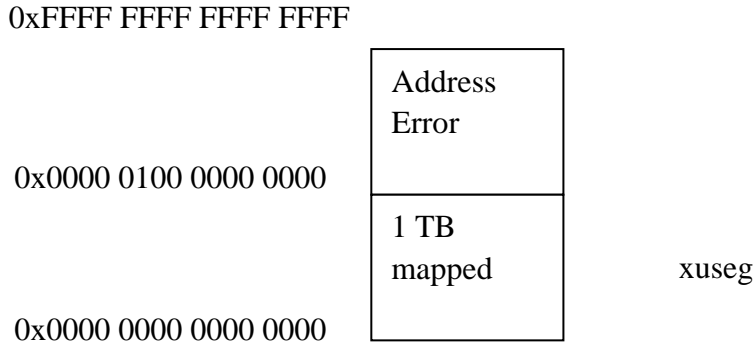 0xFFFF FFFF FFFF FFFF
Address
Error
0x0000 0100 0000 0000
1 TB
mapped
xuseg
0x0000 0000 0000 0000